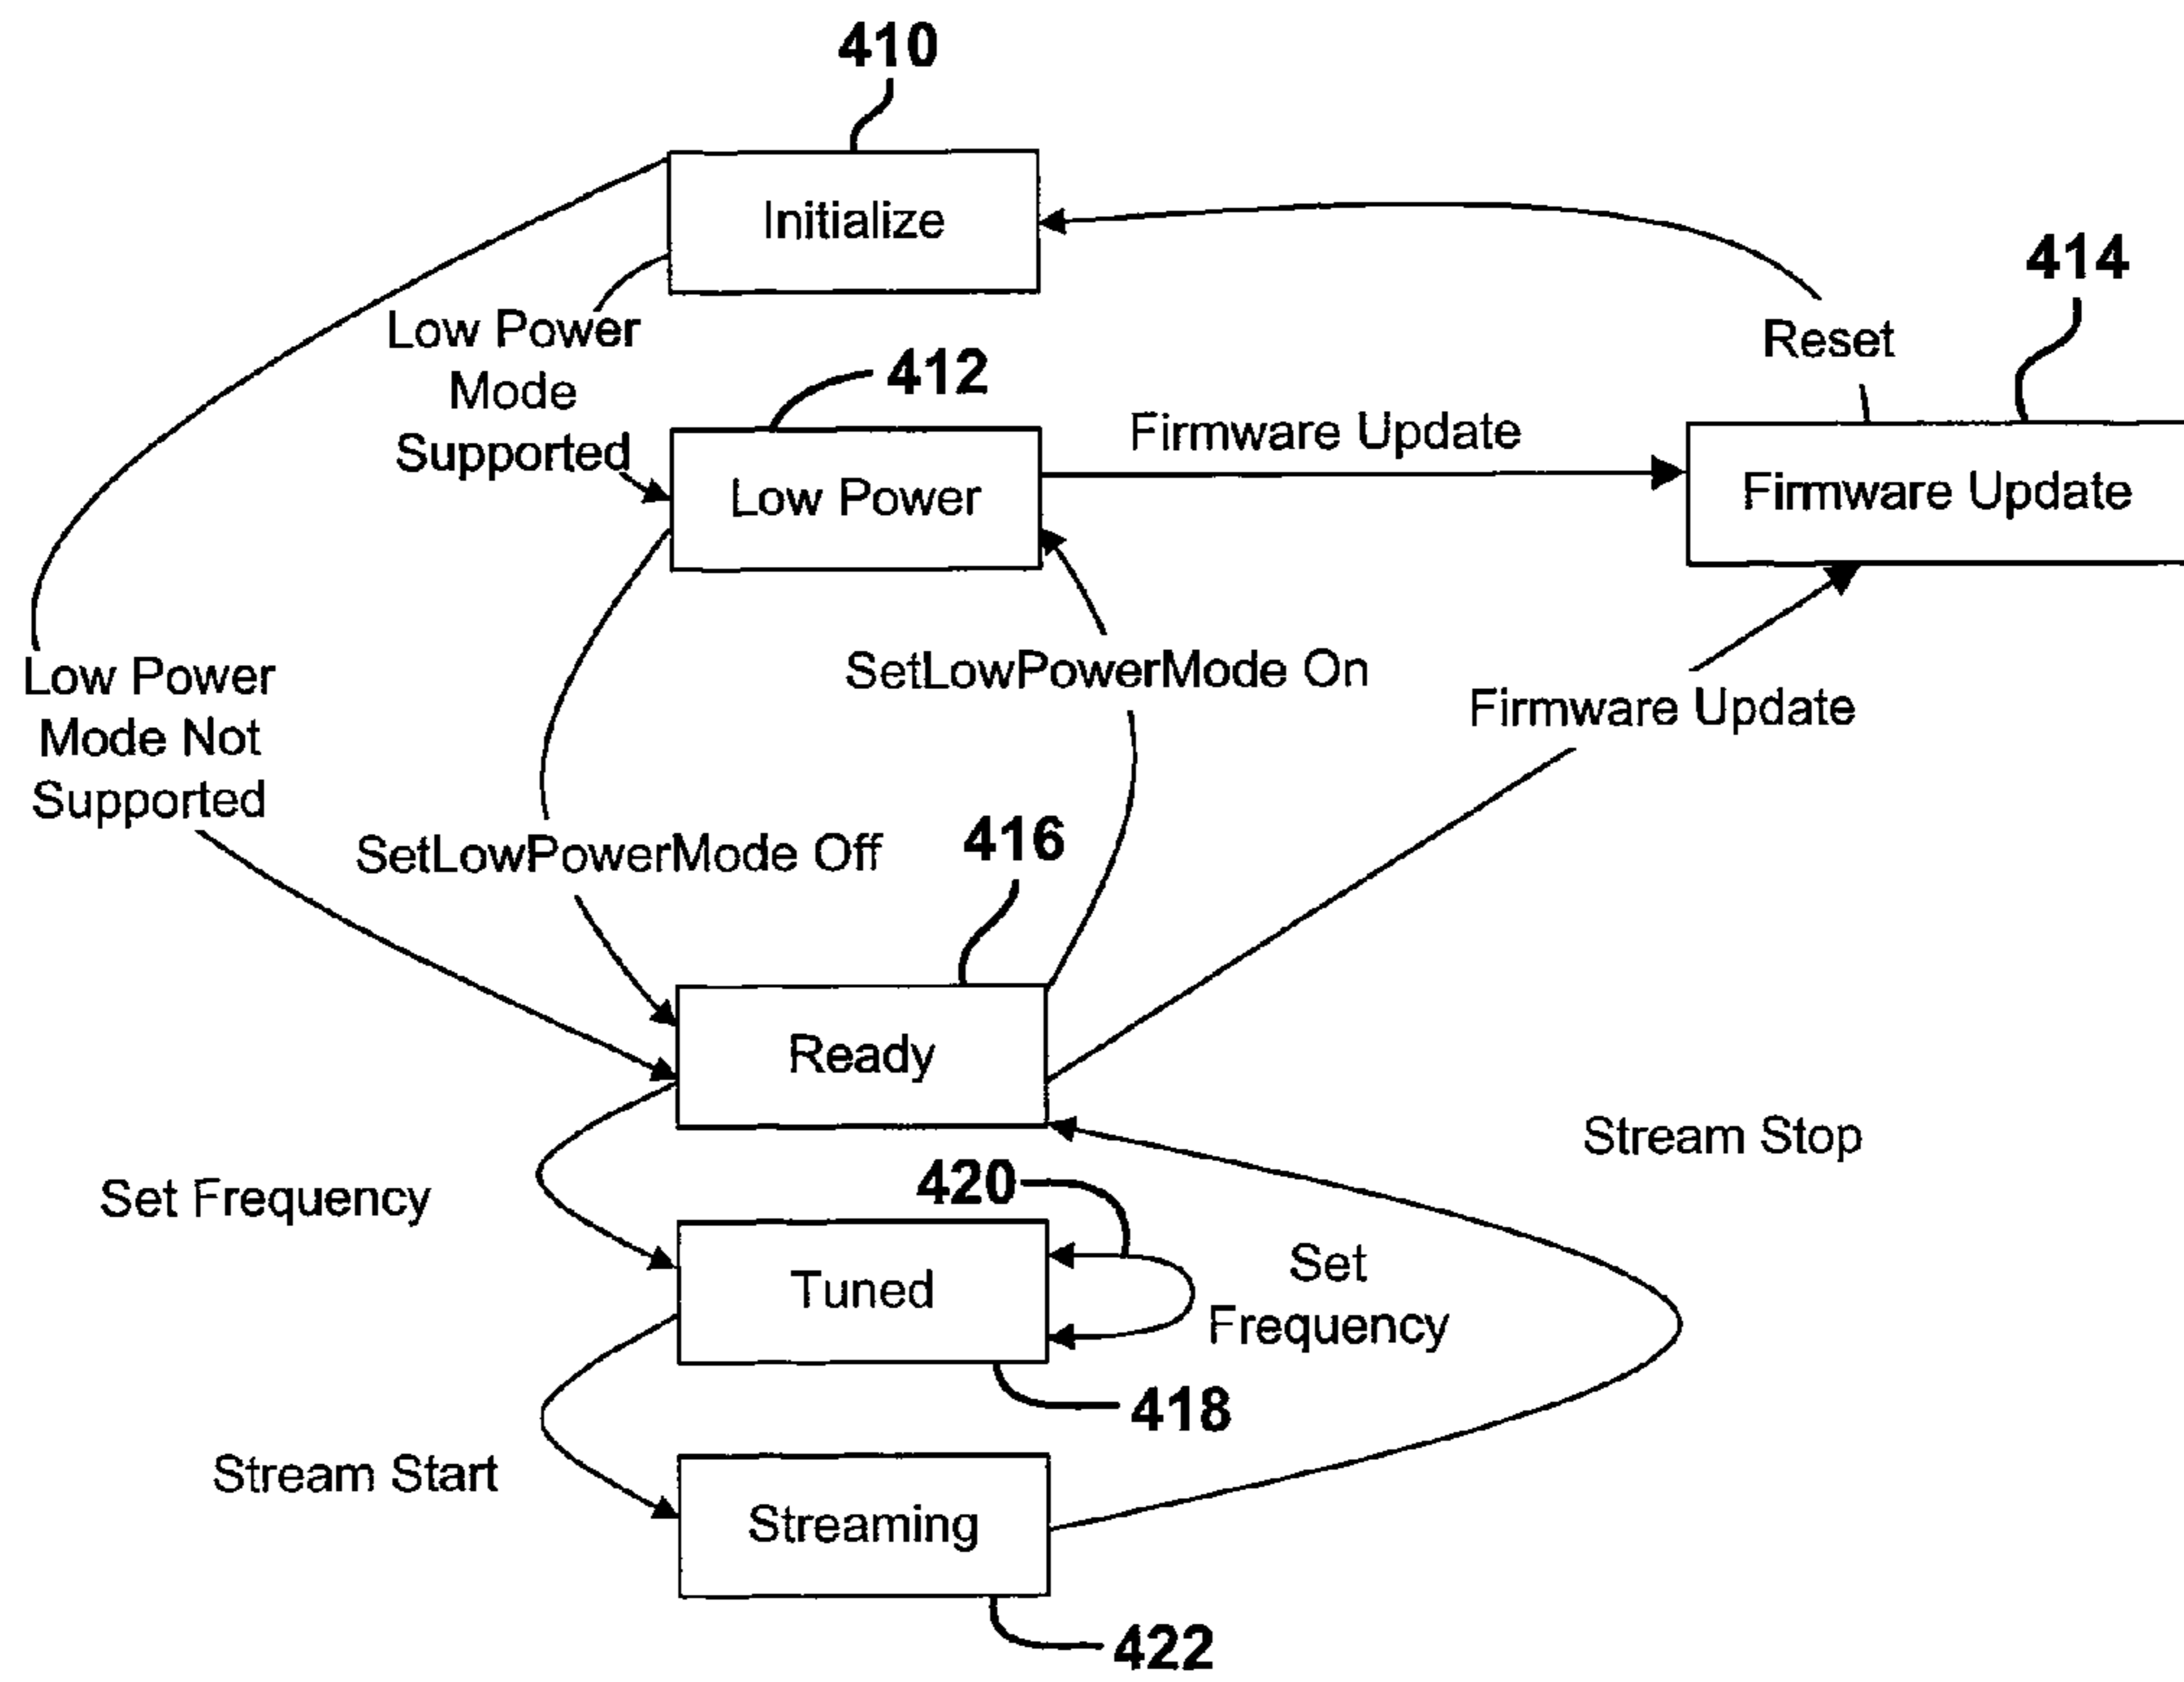 410
Initialize
414
Reset
Low Power
Mode
Supported
412
Low Power
Firmware Update
Firmware Update
Low Power
Mode Not
Supported
SetLowPowerMode On
Firmware Update
SetLowPowerMode Off
416
Ready
Stream Stop
Set Frequency
420
Tuned
Set
Frequency
418
Stream Start
Streaming
422